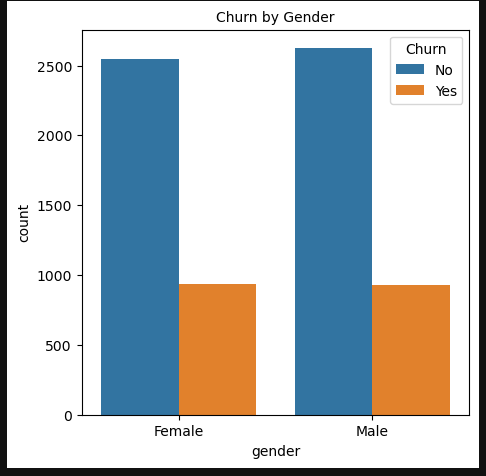 Churn by Gender
Churn
No
Yes
2500
2000
1500
1000
500
0
count
Female
Male
gender